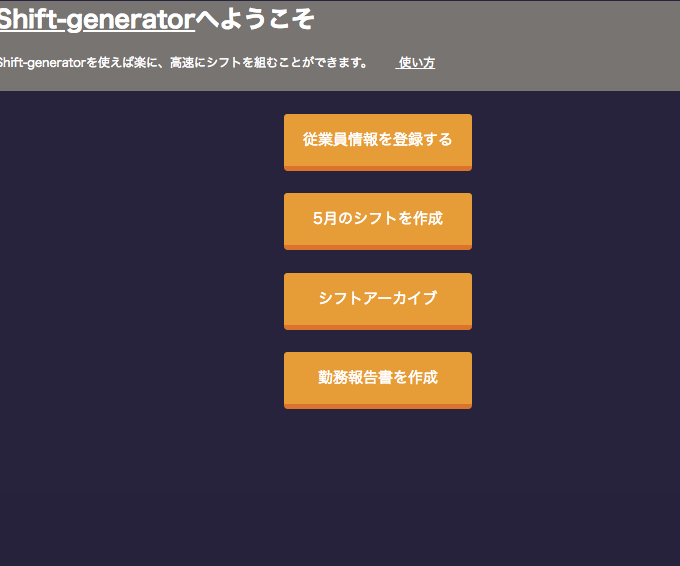 Shift-generatorへようこそ
Shift-generatorを使えば楽に、高速にシフトを組むことができます。 使い方
従業員情報を登録する
5月のシフトを作成
シフトアーカイブ
勤務報告書を作成